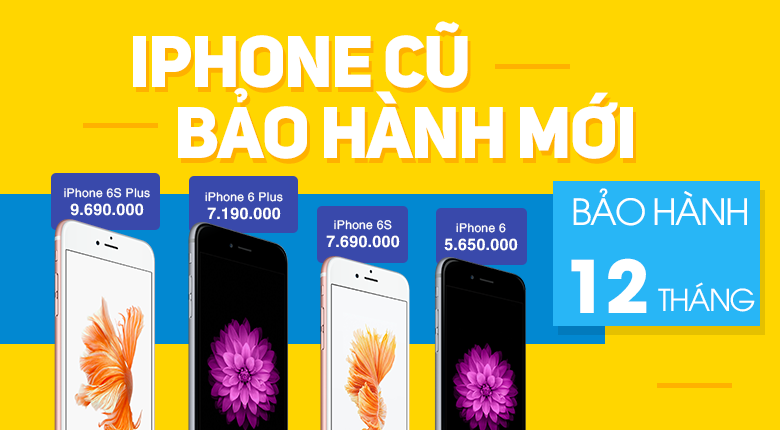 IPHONE CŨ
BẢO HÀNH MỚI
iPhone 6S Plus
9.690.000
iPhone 6 Plus
7.190.000
iPhone 6S
7.690.000
iPhone 6
5.650.000
BẢO HÀNH
12 THÁNG